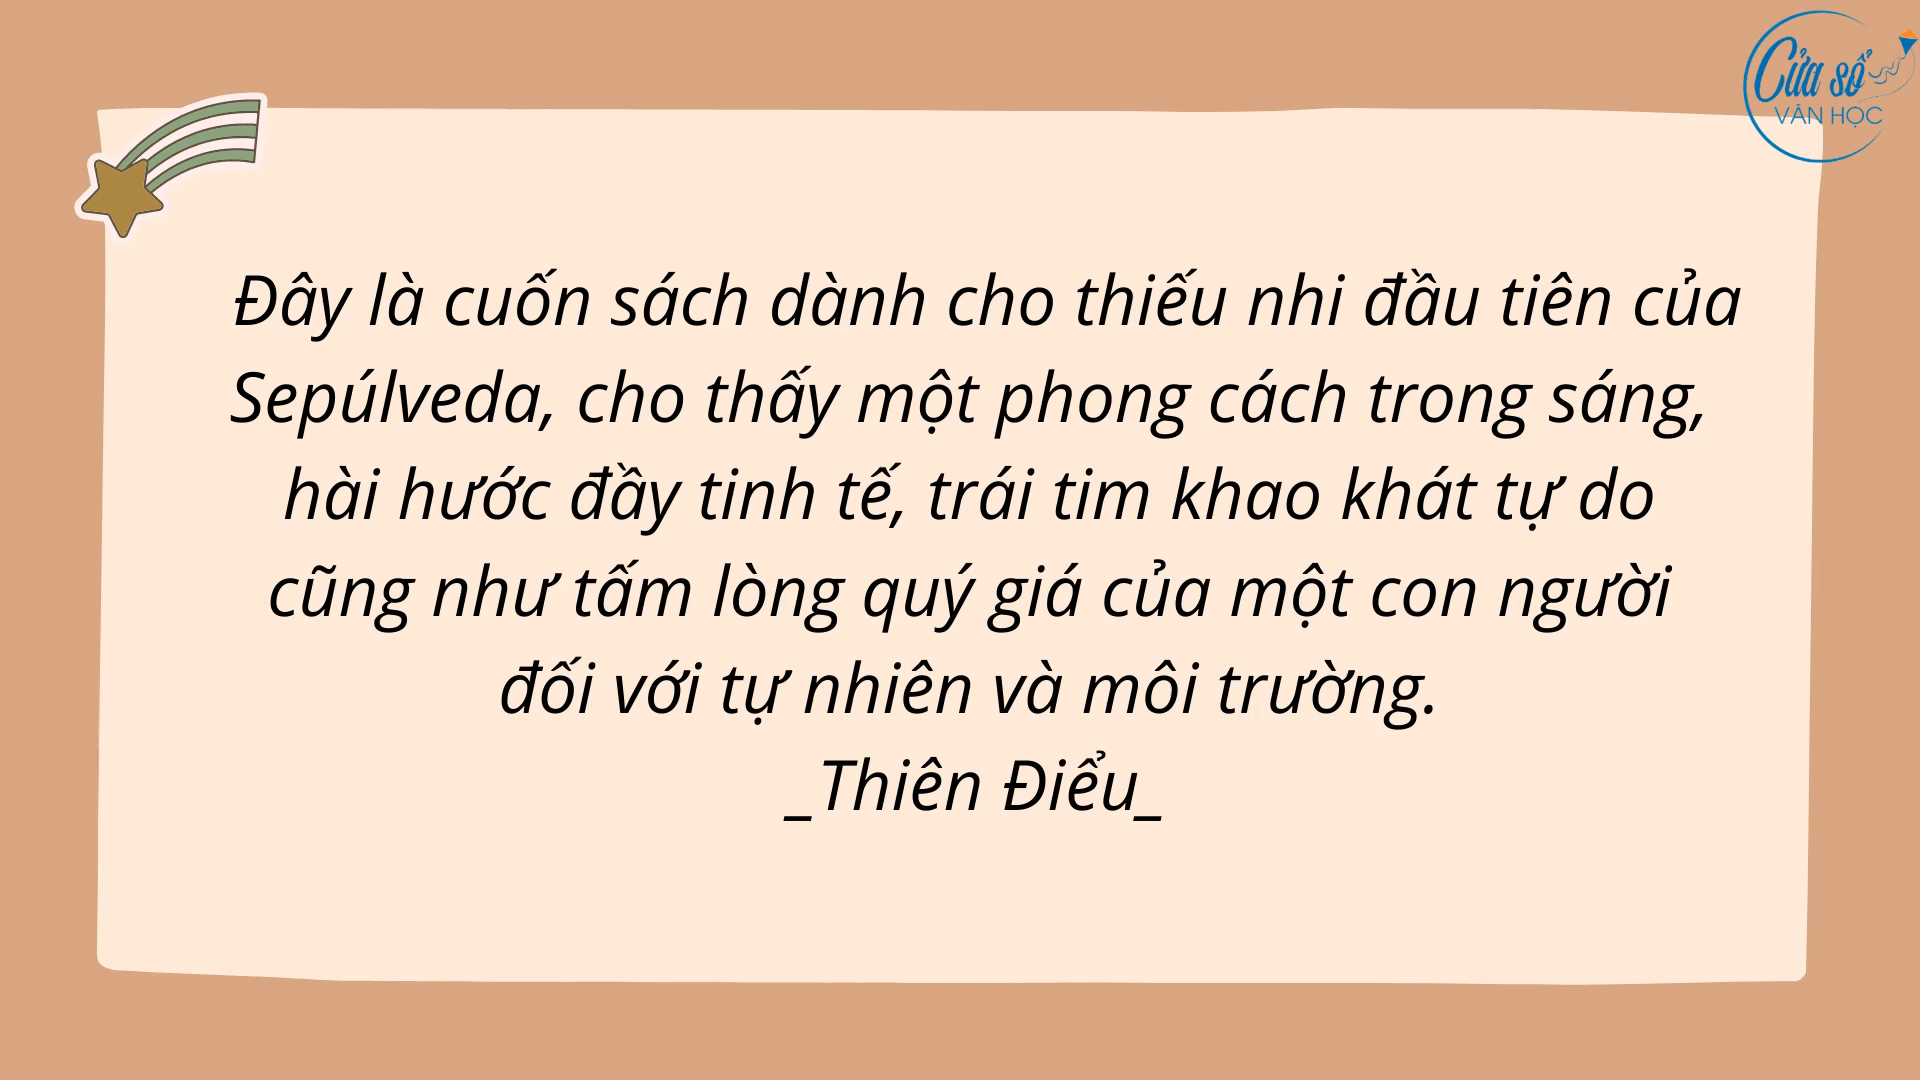 Cửa sổ
VĂN HỌC
Đây là cuốn sách dành cho thiếu nhi đầu tiên của
Sepúlveda, cho thấy một phong cách trong sáng,
hài hước đầy tinh tế, trái tim khao khát tự do
cũng như tấm lòng quý giá của một con người
đối với tự nhiên và môi trường.
_Thiên Điểu_